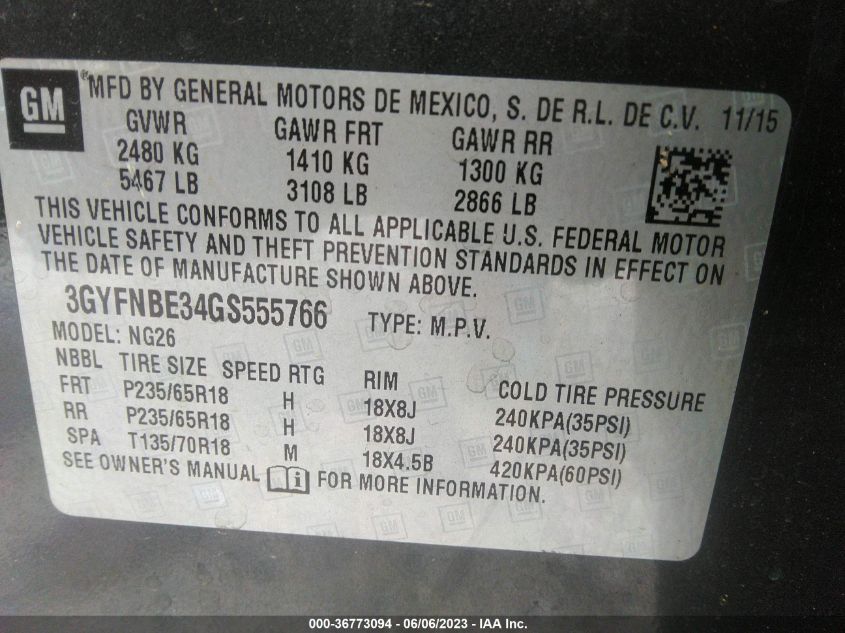 GM
® MFD BY GENERAL MOTORS DE MEXICO, S. DE R.L. DE C.V. 11/15
GVWR GAWR FRT GAWR RR
2480 KG 1410 KG 1300 KG
5467 LB 3108 LB 2866 LB
THIS VEHICLE CONFORMS TO ALL APPLICABLE U.S. FEDERAL MOTOR
VEHICLE SAFETY AND THEFT PREVENTION STANDARDS IN EFFECT ON
THE DATE OF MANUFACTURE SHOWN ABOVE.
3GYFNBE34GS555766 TYPE: M.P.V.
MODEL: NG26
NBBL TIRE SIZE SPEED RTG RIM COLD TIRE PRESSURE
FRT P235/65R18 H 18X8J 240KPA(35PSI)
RR P235/65R18 H 18X8J 240KPA(35PSI)
SPA T135/70R18 M 18X4.5B 420KPA(60PSI)
SEE OWNER'S MANUAL i FOR MORE INFORMATION.
000-36773094 - 06/06/2023 - IAA Inc.